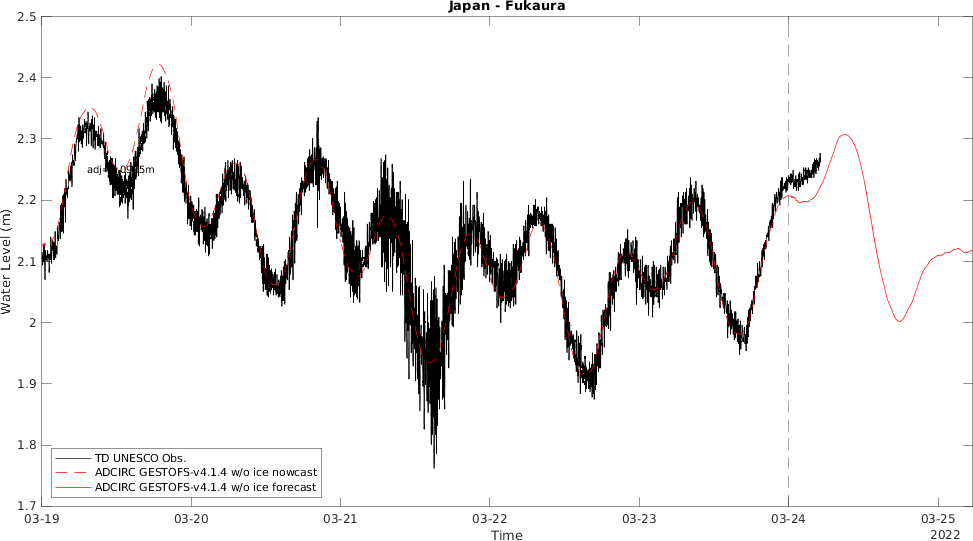 Japan - Fukaura
2.5
2.4
2.3
2.2
2.1
2
1.9
1.8
1.7
Water Level (m)
TD UNESCO Obs.
ADCIRC GESTOFS-v4.1.4 w/o ice nowcast
ADCIRC GESTOFS-v4.1.4 w/o ice forecast
03-19
03-20
03-21
03-22
03-23
03-24
03-25
Time
2022